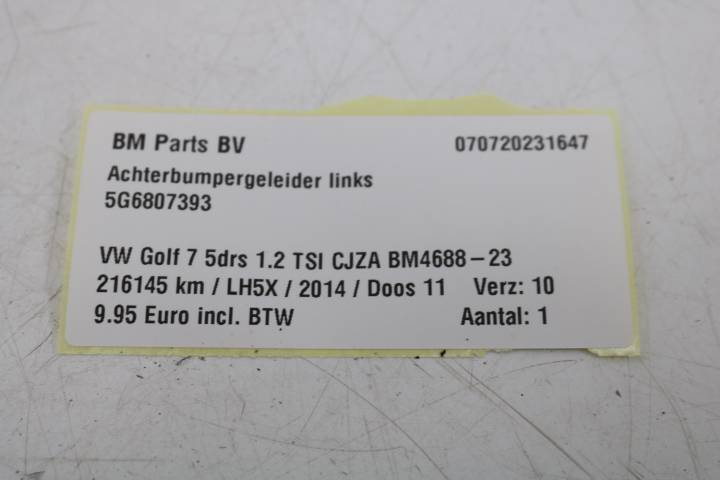 BM Parts BV 070720231647
Achterbumpergeleider links
5G6807393
VW Golf 7 5drs 1.2 TSI CJZA BM4688-23
216145 km / LH5X / 2014 / Doos 11 Verz: 10
9.95 Euro incl. BTW Aantal: 1